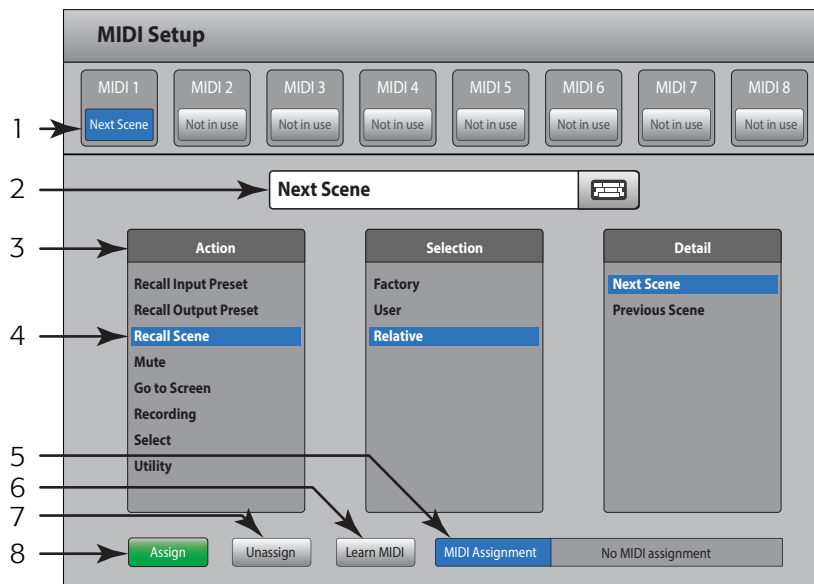 MIDI Setup
MIDI 1 MIDI 2 MIDI 3 MIDI 4 MIDI 5 MIDI 6 MIDI 7 MIDI 8
1 Next Scene Not in use Not in use Not in use Not in use Not in use Not in use Not in use
2 Next Scene
3 Action
Recall Input Preset
Recall Output Preset
4 Recall Scene
Mute
Go to Screen
Recording
Select
Utility
Selection
Factory
User
Relative
Detail
Next Scene
Previous Scene
5
6
7
8 Assign Unassign Learn MIDI MIDI Assignment No MIDI assignment